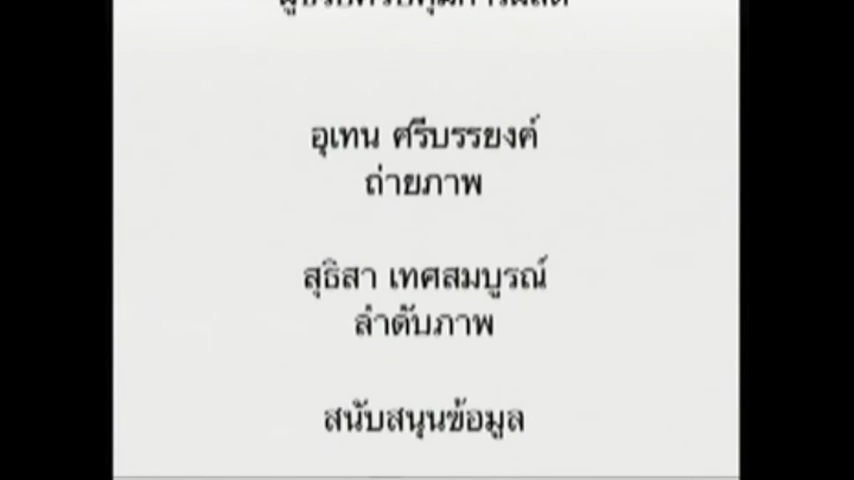 อุเทน ศรีบรรยงค์
ถ่ายภาพ
สุธิสา เทศสมบูรณ์
ลำดับภาพ
สนับสนุนข้อมูล